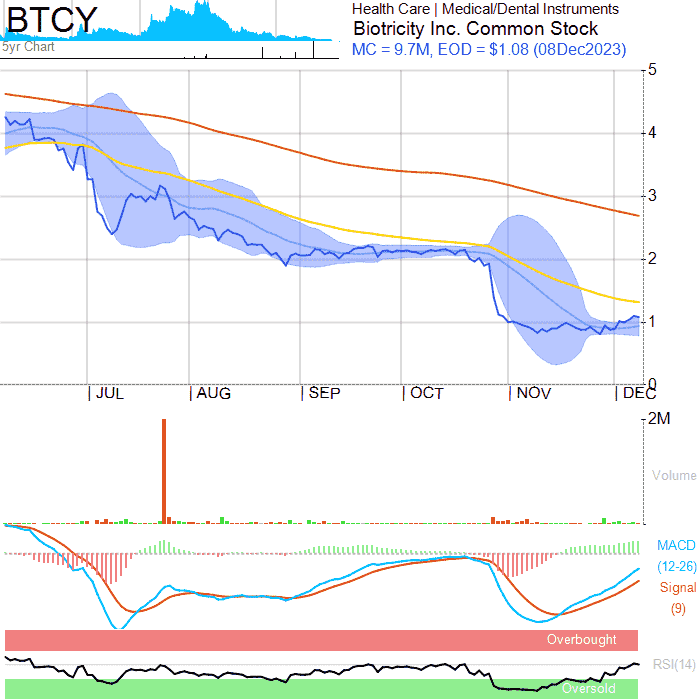 BTCY
5yr Chart
Health Care | Medical/Dental Instruments
Biotricity Inc. Common Stock
MC = 9.7M, EOD = $1.08 (08Dec2023)
5
4
3
2
1
0
JUL AUG SEP OCT NOV DEC
2M
Volume
MACD
(12-26)
Signal
(9)
Overbought
RSI(14)
Oversold